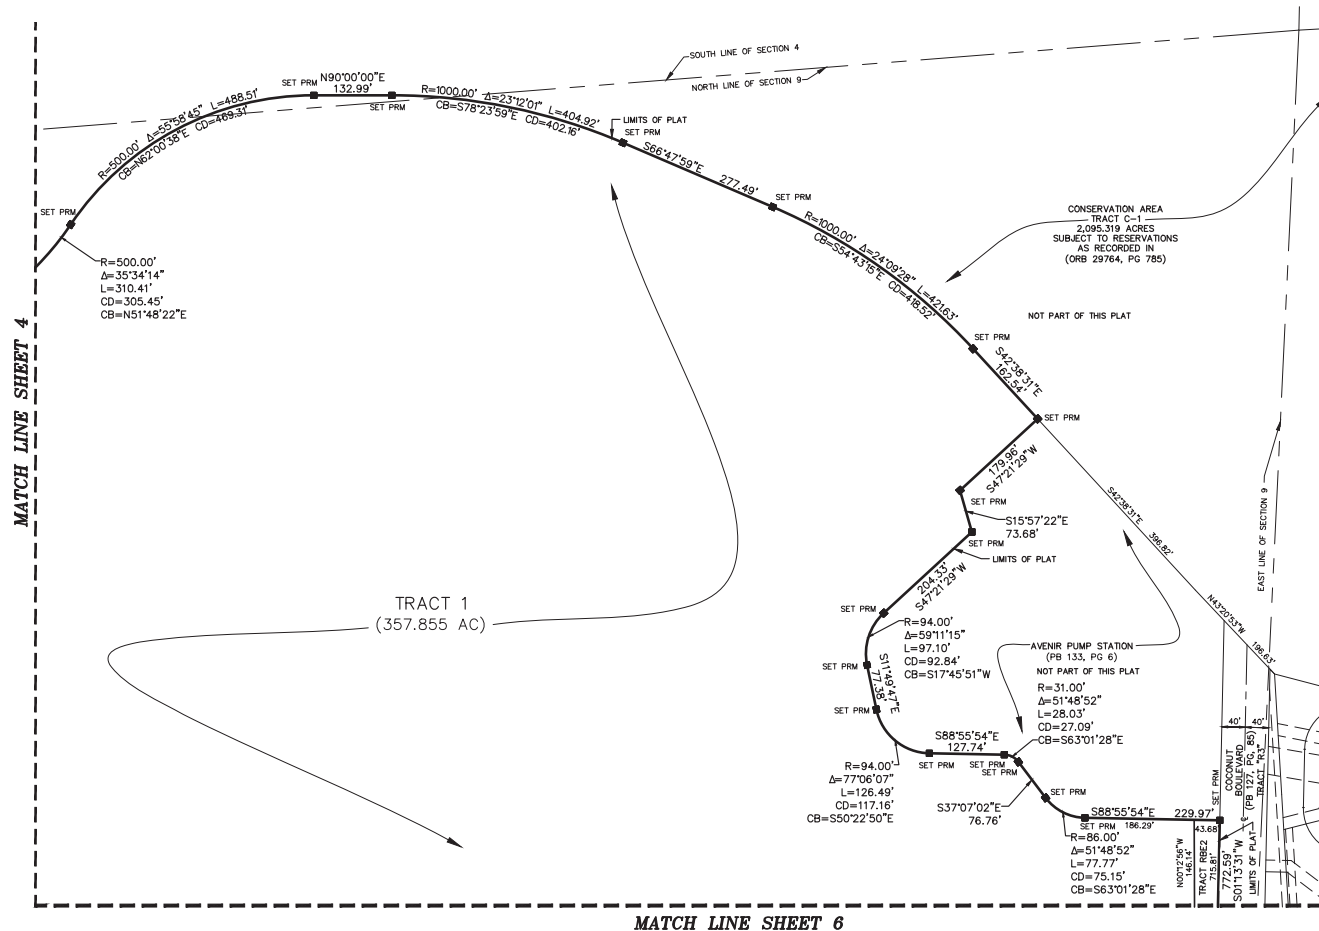 SOUTH LINE OF SECTION 4
NORTH LINE OF SECTION 9
SET PRM
N90°00'00"E
132.99'
SET PRM
R=500.00' Δ=55°58'45" L=488.51'
CB=N62°00'38"E CD=469.31'
R=1000.00' Δ=23°12'01" L=404.92'
CB=S78°23'59"E CD=402.16'
LIMITS OF PLAT
SET PRM
S66°47'59"E
277.49'
SET PRM
SET PRM
R=500.00'
Δ=35°34'14"
L=310.41'
CD=305.45'
CB=N51°48'22"E
R=1000.00' Δ=24°09'28" L=421.63'
CB=S54°43'15"E CD=418.52'
CONSERVATION AREA
TRACT C-1
2,095.319 ACRES
SUBJECT TO RESERVATIONS
AS RECORDED IN
(ORB 29764, PG 785)
NOT PART OF THIS PLAT
SET PRM
S42°38'31"E
162.54'
SET PRM
MATCH LINE SHEET 4
179.96'
S47°21'29"W
SET PRM
S15°57'22"E
73.68'
SET PRM
LIMITS OF PLAT
204.33'
S47°21'29"W
S42°38'31"E
396.82'
EAST LINE OF SECTION 9
TRACT 1
(357.855 AC)
SET PRM
R=94.00'
Δ=59°11'15"
L=97.10'
CD=92.84'
CB=S17°45'51"W
N43°20'53"W
196.63'
SET PRM
S11°49'47"E
77.38'
SET PRM
AVENIR PUMP STATION
(PB 133, PG 6)
NOT PART OF THIS PLAT
R=31.00'
Δ=51°48'52"
L=28.03'
CD=27.09'
CB=S63°01'28"E
S88°55'54"E
127.74'
SET PRM
SET PRM
SET PRM
R=94.00'
Δ=77°06'07"
L=126.49'
CD=117.16'
CB=S50°22'50"E
S37°07'02"E
76.76'
SET PRM
40'
40'
COCONUT
BOULEVARD
(PB 127, PG, 85)
TRACT "R3"
SET PRM
S88°55'54"E
229.97'
SET PRM
186.29'
43.68'
R=86.00'
Δ=51°48'52"
L=77.77'
CD=75.15'
CB=S63°01'28"E
N00°12'56"W
146.14'
TRACT RBE2
715.81'
772.59'
S01°13'31"W
LIMITS OF PLAT
MATCH LINE SHEET 6